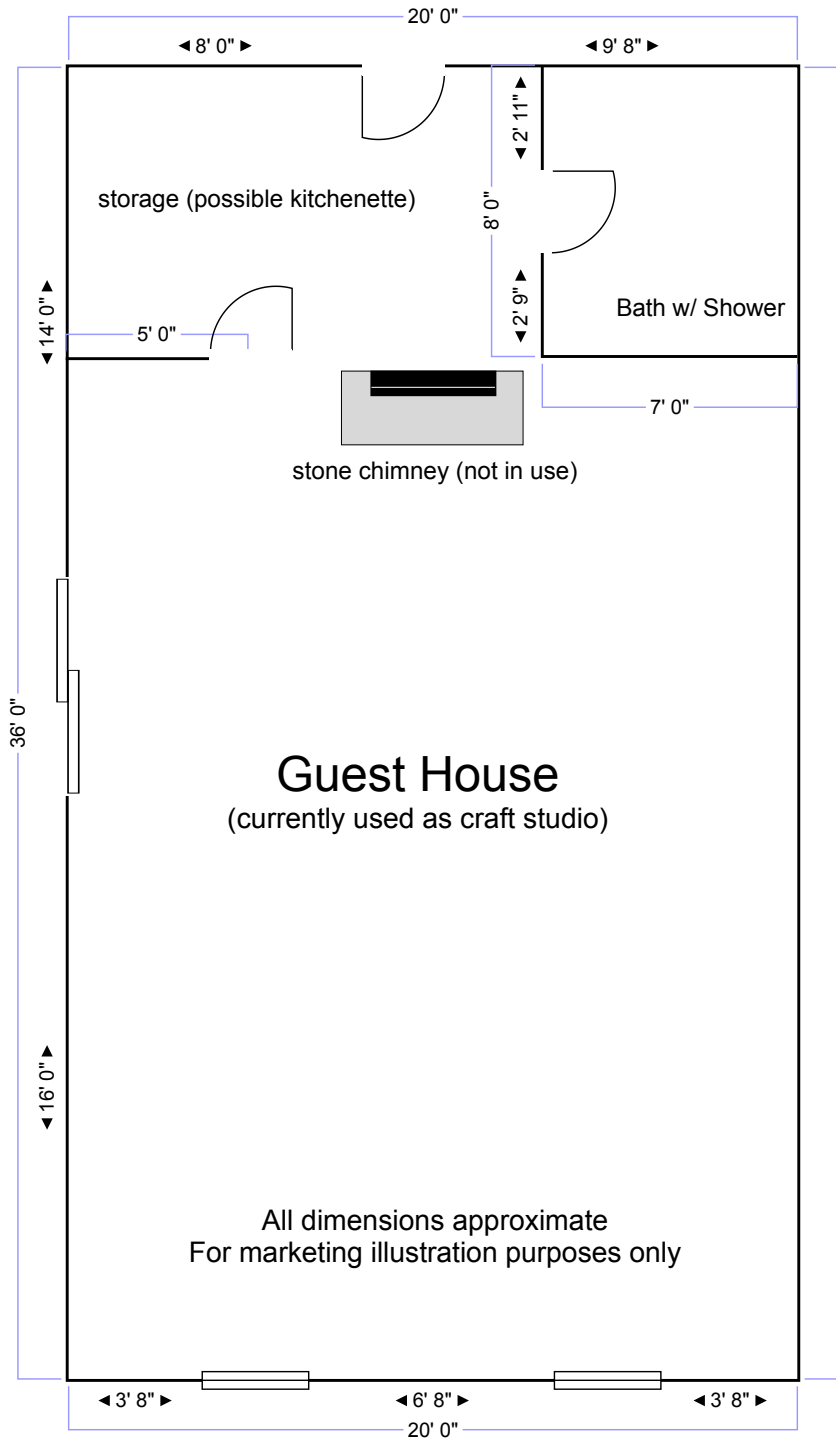 20' 0"
8' 0"
9' 8"
2' 11"
storage (possible kitchenette)
8' 0"
14' 0"
2' 9"
Bath w/ Shower
5' 0"
7' 0"
stone chimney (not in use)
36' 0"
Guest House
(currently used as craft studio)
16' 0"
All dimensions approximate
For marketing illustration purposes only
3' 8"
6' 8"
3' 8"
20' 0"